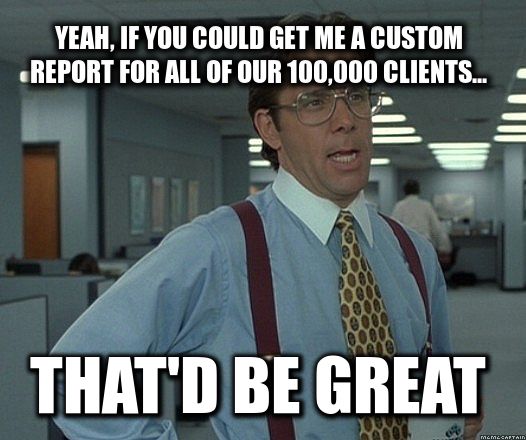 YEAH, IF YOU COULD GET ME A CUSTOM
REPORT FOR ALL OF OUR 100,000 CLIENTS...
THAT'D BE GREAT